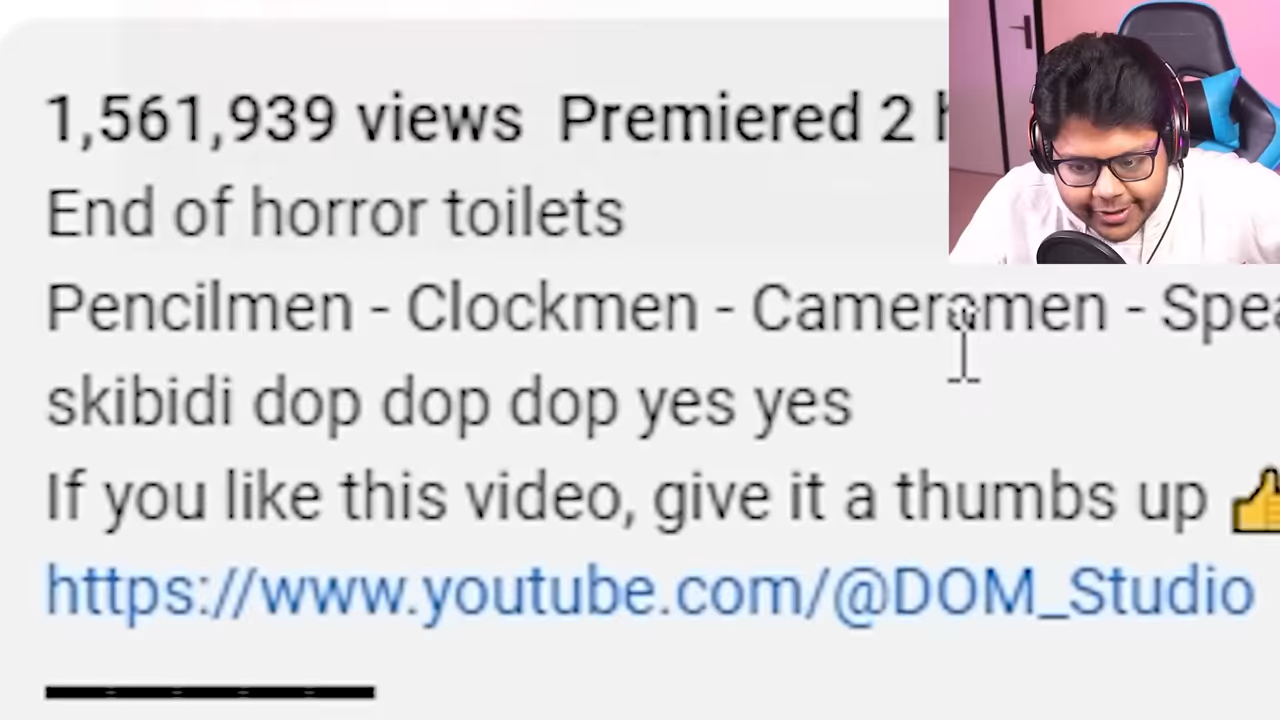 1,561,939 views Premiered 2
End of horror toilets
Pencilmen - Clockmen - Cameramen -
skibidi dop dop dop yes yes
If you like this video, give it a thumbs up 👍
https://www.youtube.com/@DOM_Studio